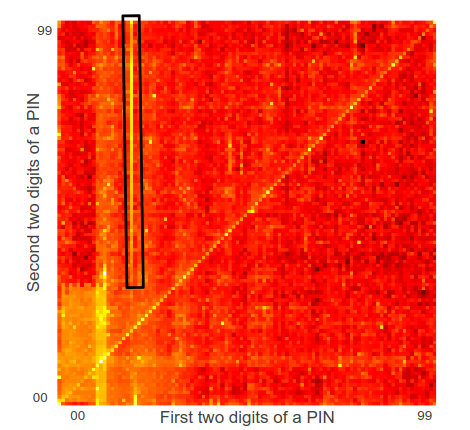 99
Second two digits of a PIN
00
00
First two digits of a PIN
99